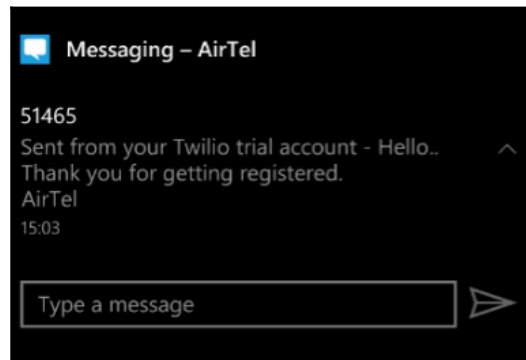 Messaging – AirTel
51465
Sent from your Twilio trial account - Hello..
Thank you for getting registered.
AirTel
15:03
Type a message